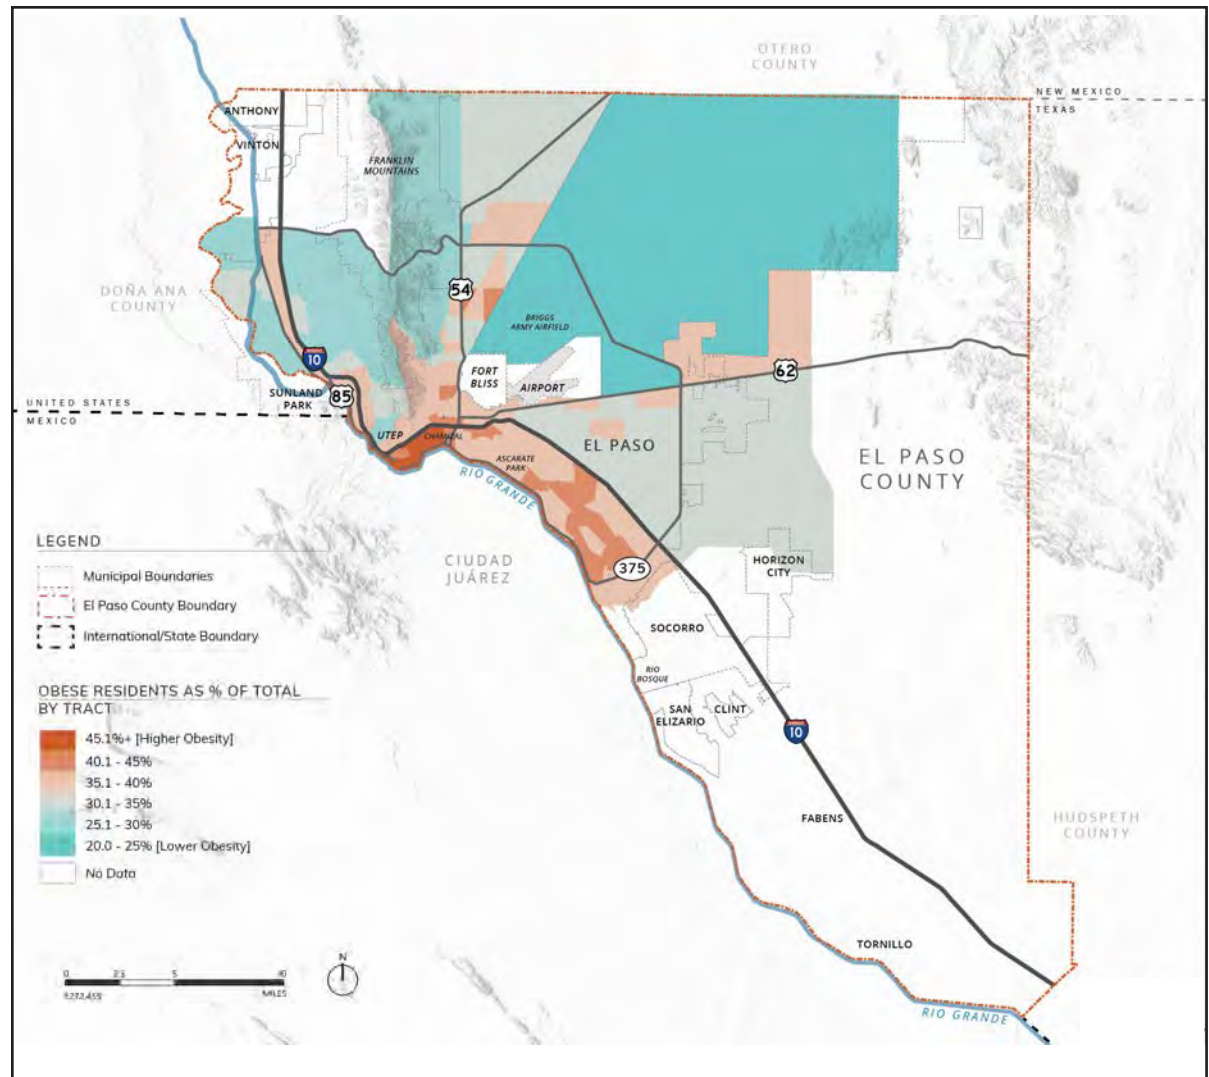 OTERO
COUNTY
NEW MEXICO
TEXAS
ANTHONY
VINTON
FRANKLIN
MOUNTAINS
DOÑA ANA
COUNTY
54
BRIGGS
ARMY AIRFIELD
10
FORT
BLISS
AIRPORT
62
SUNLAND
PARK
85
UNITED STATES
MEXICO
UTEP
CHAMIZAL
EL PASO
ASCARATE
PARK
RIO GRANDE
EL PASO
COUNTY
CIUDAD
JUÁREZ
375
HORIZON
CITY
SOCORRO
RIO
BOSQUE
SAN
ELIZARIO
CLINT
10
FABENS
HUDSPETH
COUNTY
TORNILLO
RIO GRANDE
LEGEND
Municipal Boundaries
El Paso County Boundary
International/State Boundary
OBESE RESIDENTS AS % OF TOTAL
BY TRACT
45.1%+ [Higher Obesity]
40.1 - 45%
35.1 - 40%
30.1 - 35%
25.1 - 30%
20.0 - 25% [Lower Obesity]
No Data
0 2.5 5 10
MILES
N